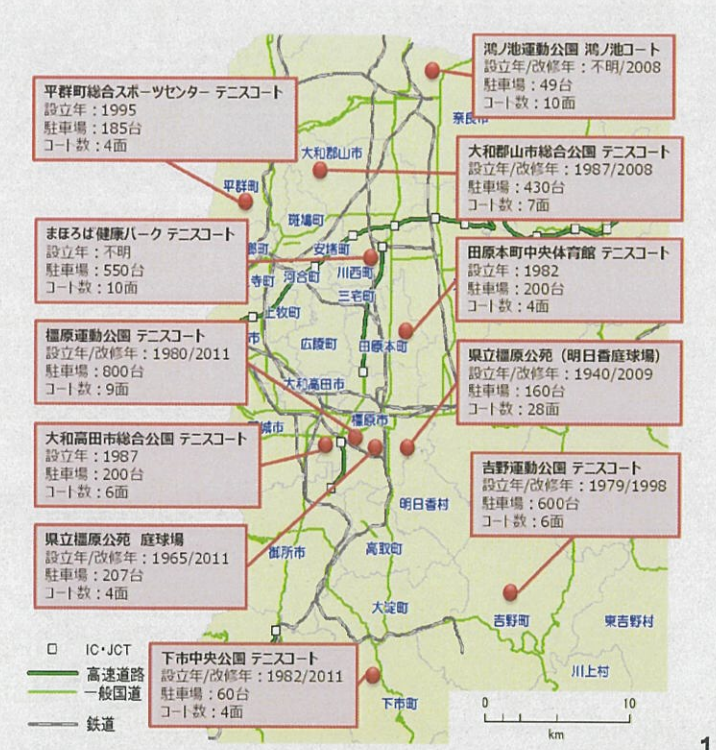 鴻ノ池運動公園 鴻ノ池コート
設立年/改修年：不明/2008
駐車場：49台
コート数：10面
平群町総合スポーツセンター テニスコート
設立年：1995
駐車場：185台
コート数：4面
奈良市
大和郡山市
大和郡山市総合公園 テニスコート
設立年/改修年：1987/2008
駐車場：430台
コート数：7面
平群町
斑鳩町
まほろば健康パーク テニスコート
設立年：不明
駐車場：550台
コート数：10面
安堵町
河合町
川西町
三宅町
寺町
上牧町
田原本町中央体育館 テニスコート
設立年：1982
駐車場：200台
コート数：4面
橿原運動公園 テニスコート
設立年/改修年：1980/2011
駐車場：800台
コート数：9面
市
広陵町
田原本町
大和高田市
県立橿原公苑（明日香庭球場）
設立年/改修年：1940/2009
駐車場：160台
コート数：28面
橿原市
城市
大和高田市総合公園 テニスコート
設立年：1987
駐車場：200台
コート数：6面
吉野運動公園 テニスコート
設立年/改修年：1979/1998
駐車場：600台
コート数：6面
明日香村
県立橿原公苑 庭球場
設立年/改修年：1965/2011
駐車場：207台
コート数：4面
御所市
高取町
大淀町
吉野町
東吉野村
川上村
IC・JCT
高速道路
一般国道
鉄道
下市中央公園 テニスコート
設立年/改修年：1982/2011
駐車場：60台
コート数：4面
下市町
0 10
km
1